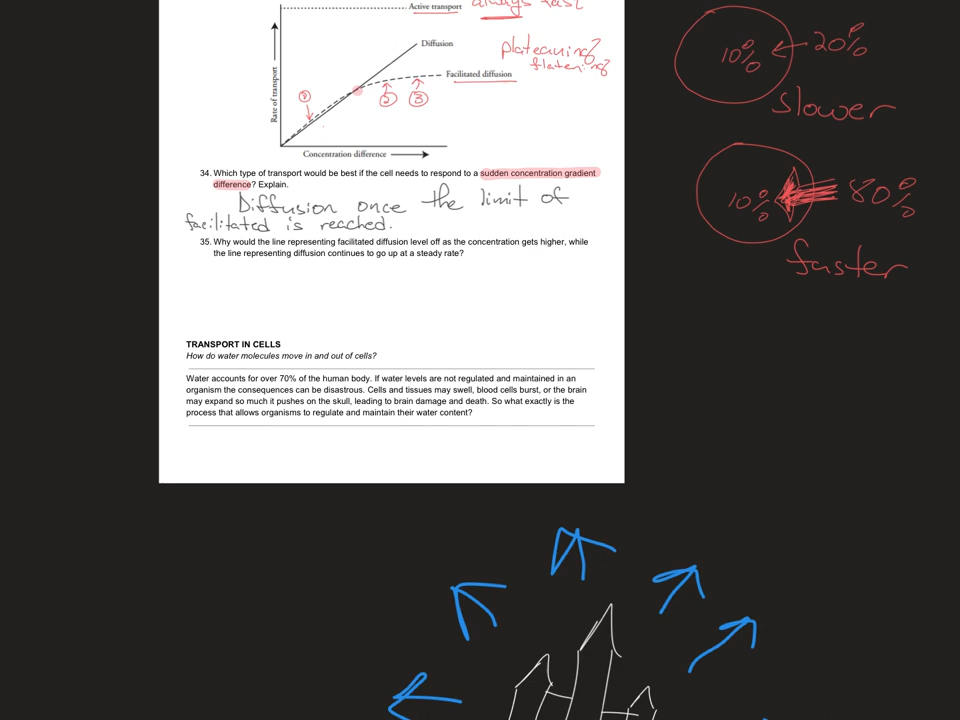 always fast
Active transport
Diffusion
plateauing?
flatening
Facilitated diffusion
①
②
③
Rate of transport
Concentration difference
10%
20%
slower
10%
80%
faster
34. Which type of transport would be best if the cell needs to respond to a sudden concentration gradient
difference? Explain.
Diffusion once the limit of
facilitated is reached.
35. Why would the line representing facilitated diffusion level off as the concentration gets higher, while
the line representing diffusion continues to go up at a steady rate?
TRANSPORT IN CELLS
How do water molecules move in and out of cells?
Water accounts for over 70% of the human body. If water levels are not regulated and maintained in an
organism the consequences can be disastrous. Cells and tissues may swell, blood cells burst, or the brain
may expand so much it pushes on the skull, leading to brain damage and death. So what exactly is the
process that allows organisms to regulate and maintain their water content?